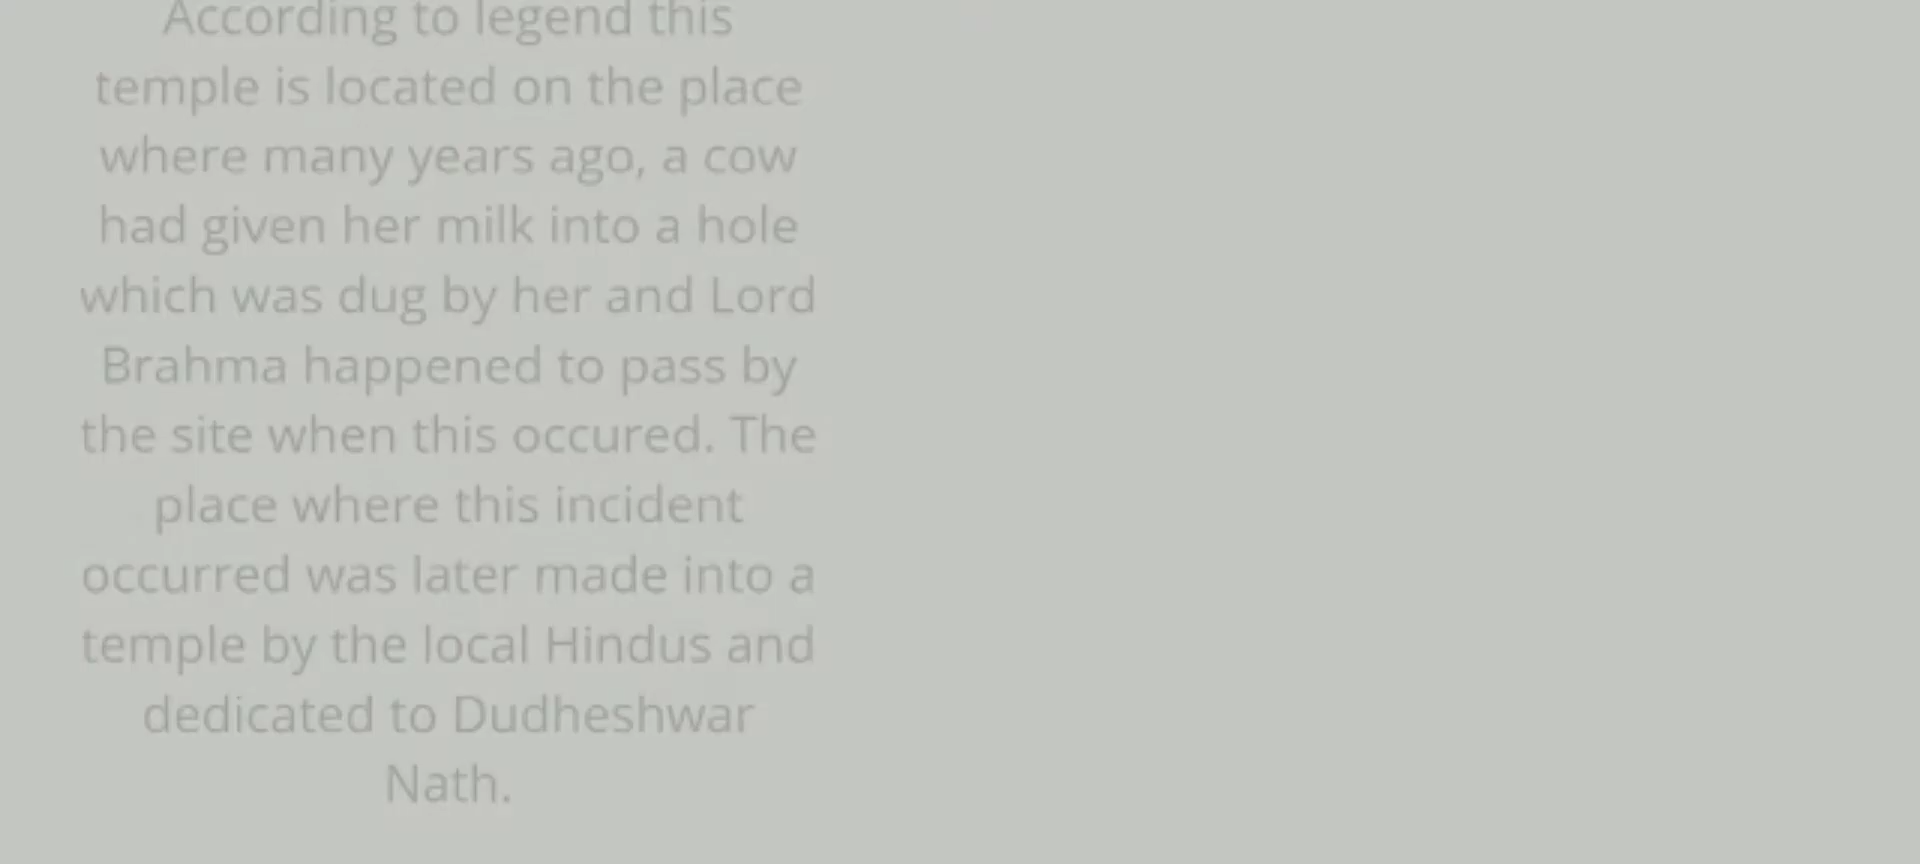 According to legend this
temple is located on the place
where many years ago, a cow
had given her milk into a hole
which was dug by her and Lord
Brahma happened to pass by
the site when this occured. The
place where this incident
occurred was later made into a
temple by the local Hindus and
dedicated to Dudheshwar
Nath.